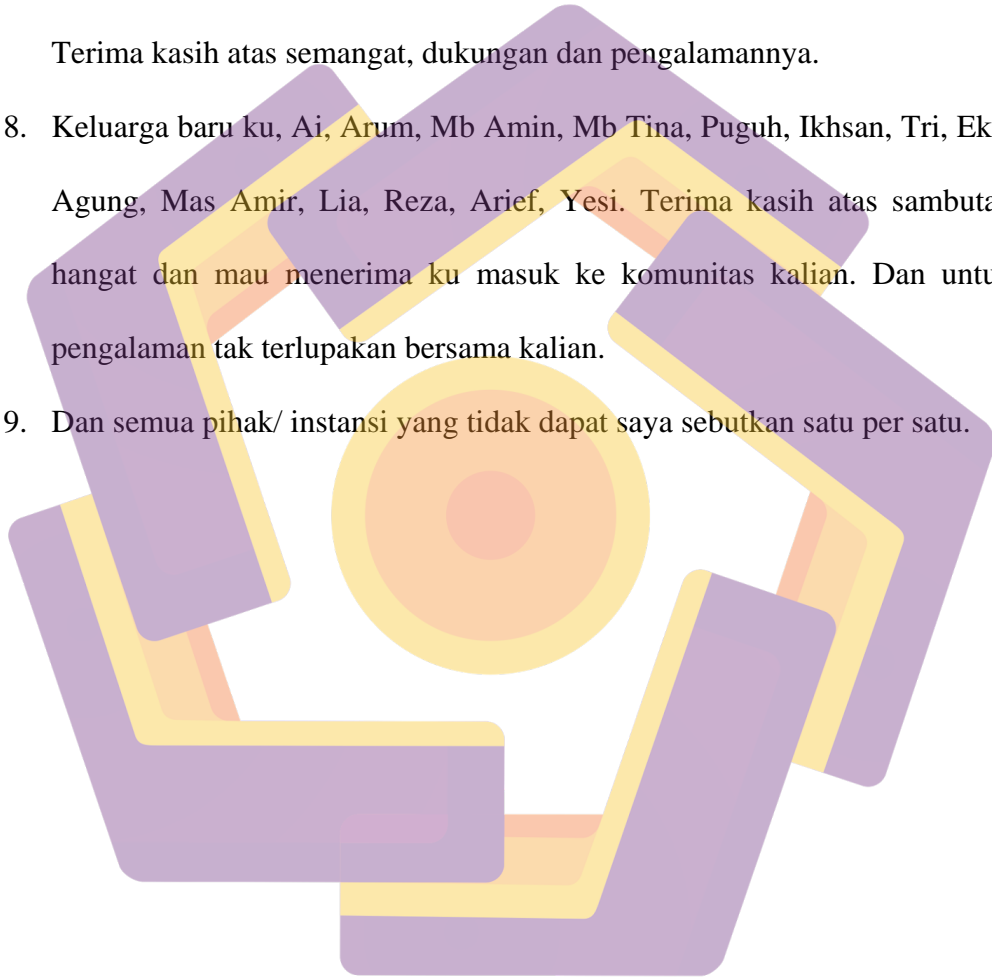 Terima kasih atas semangat, dukungan dan pengalamannya.
8. Keluarga baru ku, Ai, Arum, Mb Amin, Mb Tina, Puguh, Ikhsan, Tri, Ek
Agung, Mas Amir, Lia, Reza, Arief, Yesi. Terima kasih atas sambuta
hangat dan mau menerima ku masuk ke komunitas kalian. Dan untu
pengalaman tak terlupakan bersama kalian.
9. Dan semua pihak/ instansi yang tidak dapat saya sebutkan satu per satu.